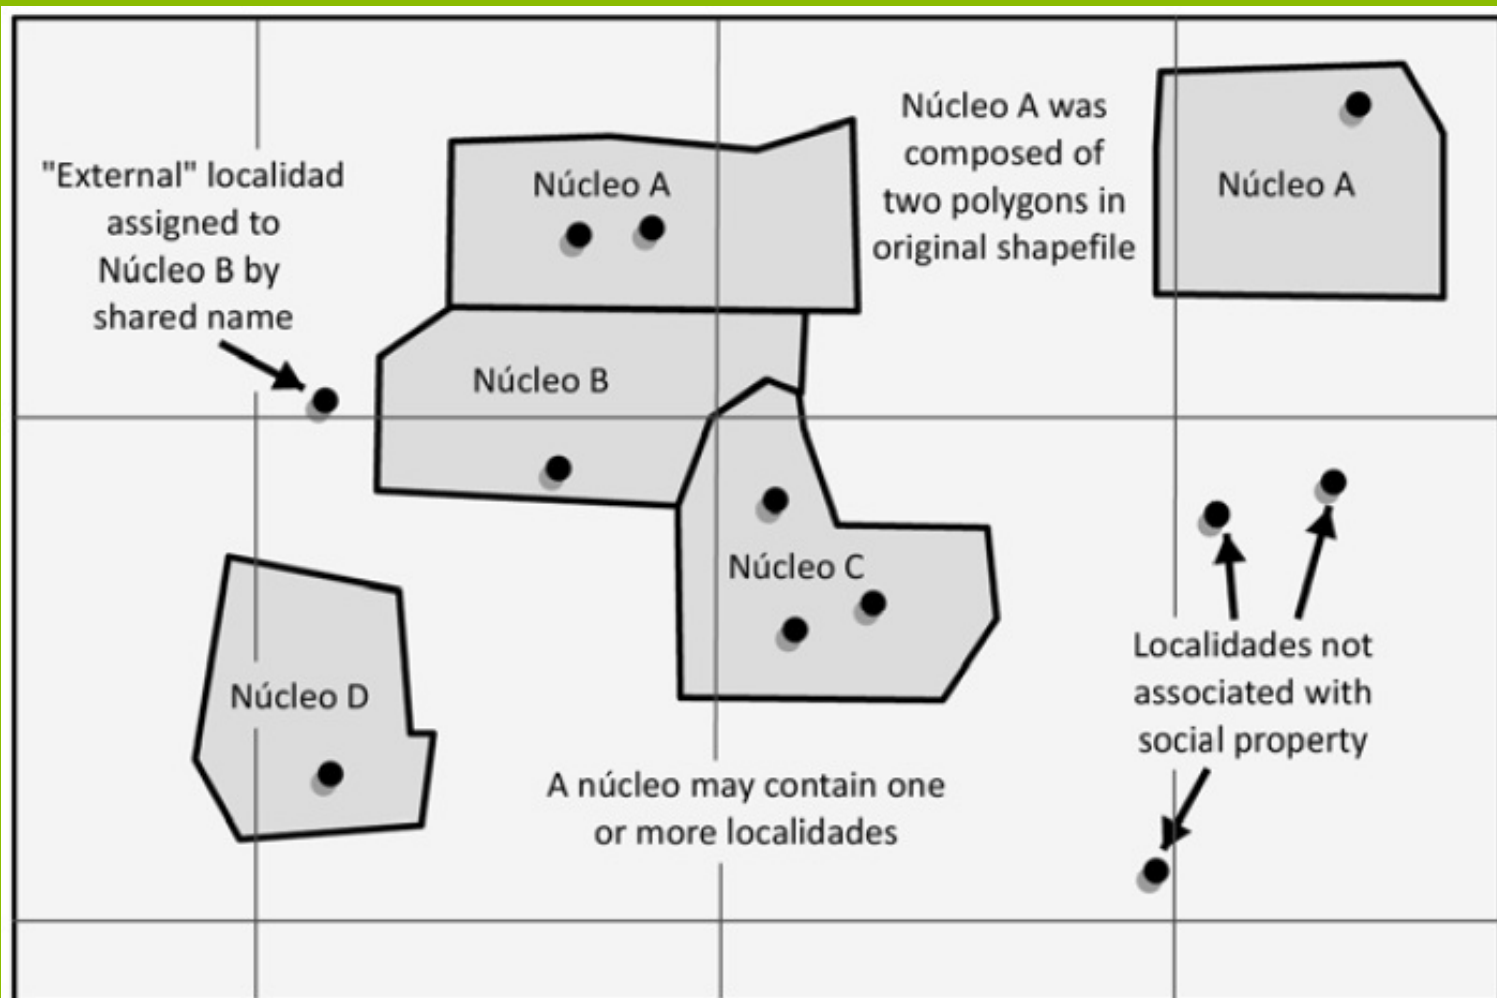 "External" localidad
assigned to
Núcleo B by
shared name
Núcleo A
Núcleo A was
composed of
two polygons in
original shapefile
Núcleo A
Núcleo B
Núcleo C
Núcleo D
A núcleo may contain one
or more localidades
Localidades not
associated with
social property